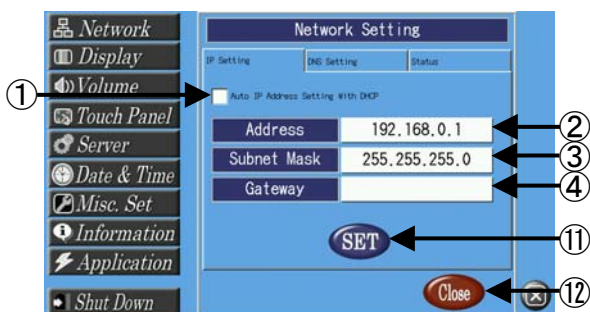 Network
Display
Volume
Touch Panel
Server
Date & Time
Misc. Set
Information
Application
Shut Down
Network Setting
IP Setting
DNS Setting
Status
①
Auto IP Address Setting With DHCP
Address
192.168.0.1
②
Subnet Mask
255.255.255.0
③
Gateway
④
SET
⑪
Close
⑫